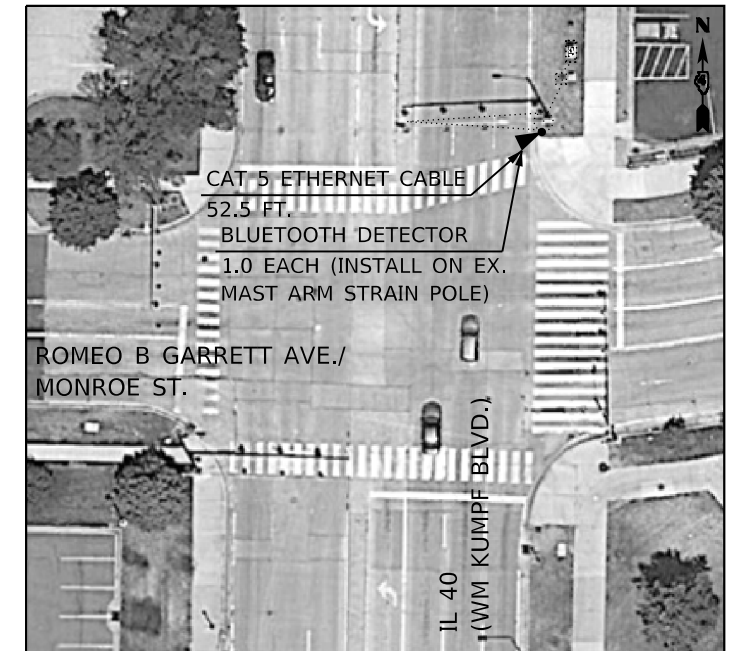 N
CAT 5 ETHERNET CABLE
52.5 FT.
BLUETOOTH DETECTOR
1.0 EACH (INSTALL ON EX.
MAST ARM STRAIN POLE)
ROMEO B GARRETT AVE./
MONROE ST.
IL 40
(WM KUMPF BLVD.)